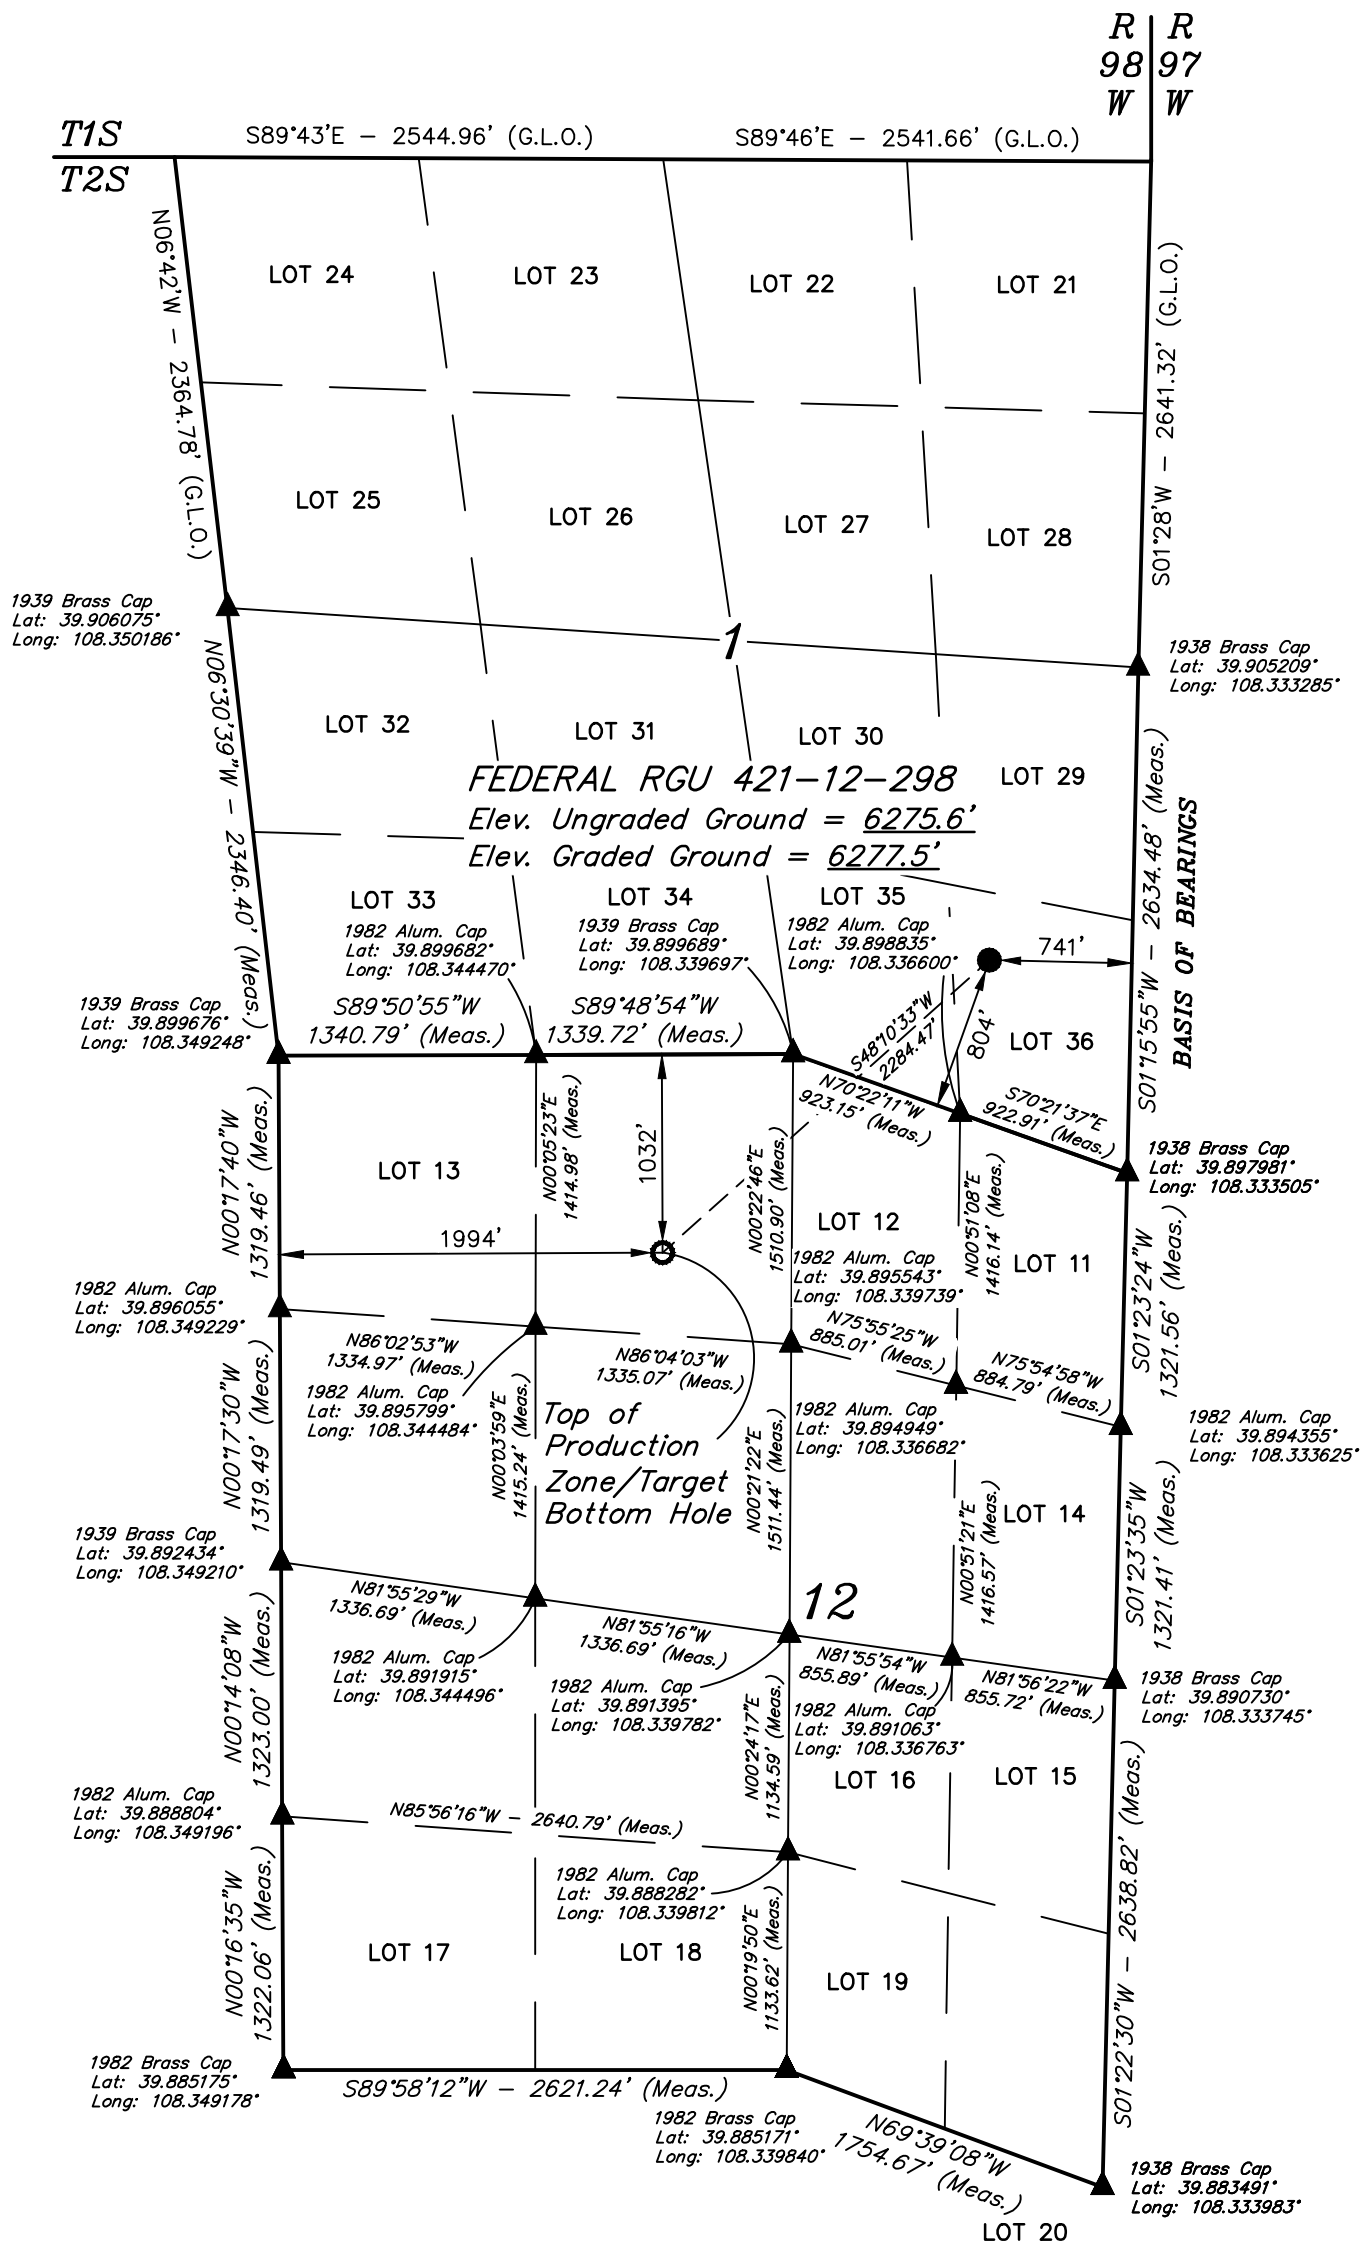 R R
98 97
W W
T1S
T2S
S89°43'E - 2544.96' (G.L.O.)
S89°46'E - 2541.66' (G.L.O.)
N06°42'W - 2364.78' (G.L.O.)
S01°28'W - 2641.32' (G.L.O.)
LOT 24
LOT 23
LOT 22
LOT 21
LOT 25
LOT 26
LOT 27
LOT 28
1939 Brass Cap
Lat: 39.906075°
Long: 108.350186°
1
1938 Brass Cap
Lat: 39.905209°
Long: 108.333285°
N06°30'39"W - 2346.40' (Meas.)
S01°15'55"W - 2634.48' (Meas.)
BASIS OF BEARINGS
LOT 32
LOT 31
LOT 30
LOT 29
FEDERAL RGU 421-12-298
Elev. Ungraded Ground = 6275.6'
Elev. Graded Ground = 6277.5'
LOT 33
LOT 34
LOT 35
1982 Alum. Cap
Lat: 39.899682°
Long: 108.344470°
1939 Brass Cap
Lat: 39.899689°
Long: 108.339697°
1982 Alum. Cap
Lat: 39.898835°
Long: 108.336600°
741'
804'
LOT 36
1939 Brass Cap
Lat: 39.899676°
Long: 108.349248°
S89°50'55"W
1340.79' (Meas.)
S89°48'54"W
1339.72' (Meas.)
S48°10'33"W
2284.47'
N70°22'11"W
923.15' (Meas.)
S70°21'37"E
922.91' (Meas.)
1938 Brass Cap
Lat: 39.897981°
Long: 108.333505°
N00°17'40"W
1319.46' (Meas.)
LOT 13
N00°05'23"E
1414.98' (Meas.)
1032'
1994'
N00°22'46"E
1510.90' (Meas.)
LOT 12
N00°51'08"E
1416.14' (Meas.)
LOT 11
S01°23'24"W
1321.56' (Meas.)
1982 Alum. Cap
Lat: 39.895543°
Long: 108.339739°
1982 Alum. Cap
Lat: 39.896055°
Long: 108.349229°
N86°02'53"W
1334.97' (Meas.)
N86°04'03"W
1335.07' (Meas.)
N75°55'25"W
885.01' (Meas.)
N75°54'58"W
884.79' (Meas.)
1982 Alum. Cap
Lat: 39.895799°
Long: 108.344484°
1982 Alum. Cap
Lat: 39.894949°
Long: 108.336682°
1982 Alum. Cap
Lat: 39.894355°
Long: 108.333625°
Top of
Production
Zone/Target
Bottom Hole
N00°17'30"W
1319.49' (Meas.)
N00°03'59"E
1415.24' (Meas.)
N00°21'22"E
1511.44' (Meas.)
N00°51'21"E
1416.57' (Meas.)
LOT 14
S01°23'35"W
1321.41' (Meas.)
1939 Brass Cap
Lat: 39.892434°
Long: 108.349210°
N81°55'29"W
1336.69' (Meas.)
N81°55'16"W
1336.69' (Meas.)
12
N81°55'54"W
855.89' (Meas.)
N81°56'22"W
855.72' (Meas.)
1982 Alum. Cap
Lat: 39.891915°
Long: 108.344496°
1982 Alum. Cap
Lat: 39.891395°
Long: 108.339782°
1982 Alum. Cap
Lat: 39.891063°
Long: 108.336763°
1938 Brass Cap
Lat: 39.890730°
Long: 108.333745°
N00°14'08"W
1323.00' (Meas.)
N00°24'17"E
1134.59' (Meas.)
LOT 16
LOT 15
1982 Alum. Cap
Lat: 39.888804°
Long: 108.349196°
N85°56'16"W - 2640.79' (Meas.)
1982 Alum. Cap
Lat: 39.888282°
Long: 108.339812°
N00°16'35"W
1322.06' (Meas.)
LOT 17
LOT 18
N00°19'50"E
1133.62' (Meas.)
LOT 19
S01°22'30"W - 2638.82' (Meas.)
1982 Brass Cap
Lat: 39.885175°
Long: 108.349178°
S89°58'12"W - 2621.24' (Meas.)
1982 Brass Cap
Lat: 39.885171°
Long: 108.339840°
N69°39'08"W
1754.67' (Meas.)
1938 Brass Cap
Lat: 39.883491°
Long: 108.333983°
LOT 20